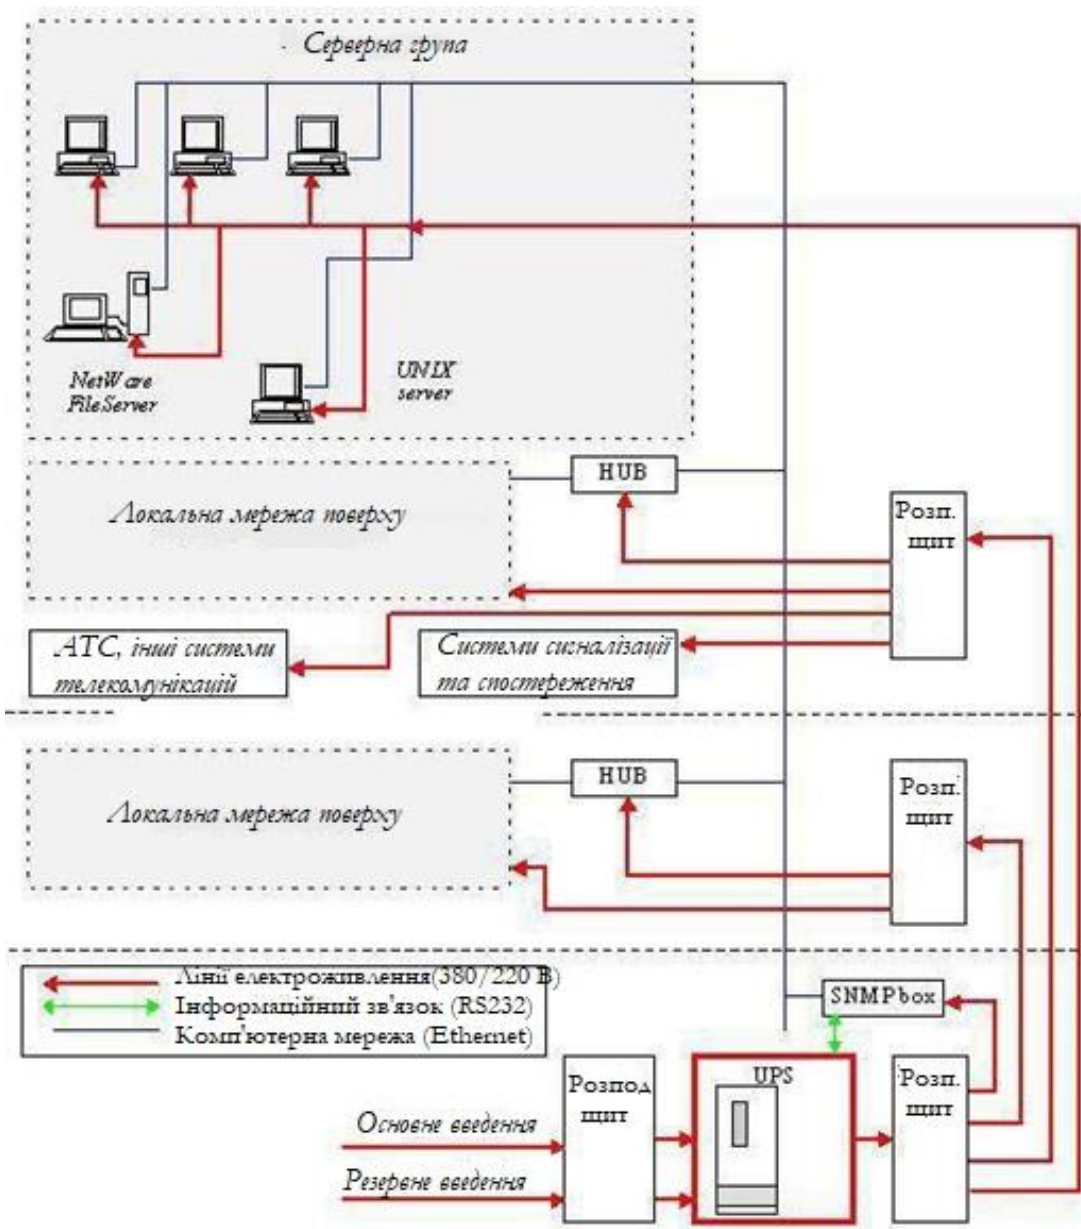 Серверна група
NetWare
FileServer
UNIX
server
HUB
Локальна мережа поверху
Розп.
щит
АТС, інші системи
телекомунікацій
Системи сигналізації
та спостереження
HUB
Локальна мережа поверху
Розп.
щит
Лінії електроживлення(380/220 В)
Інформаційний зв'язок (RS232)
Комп'ютерна мережа (Ethernet)
SNMPbox
Розпод
щит
UPS
Розп.
щит
Основне введення
Резервне введення